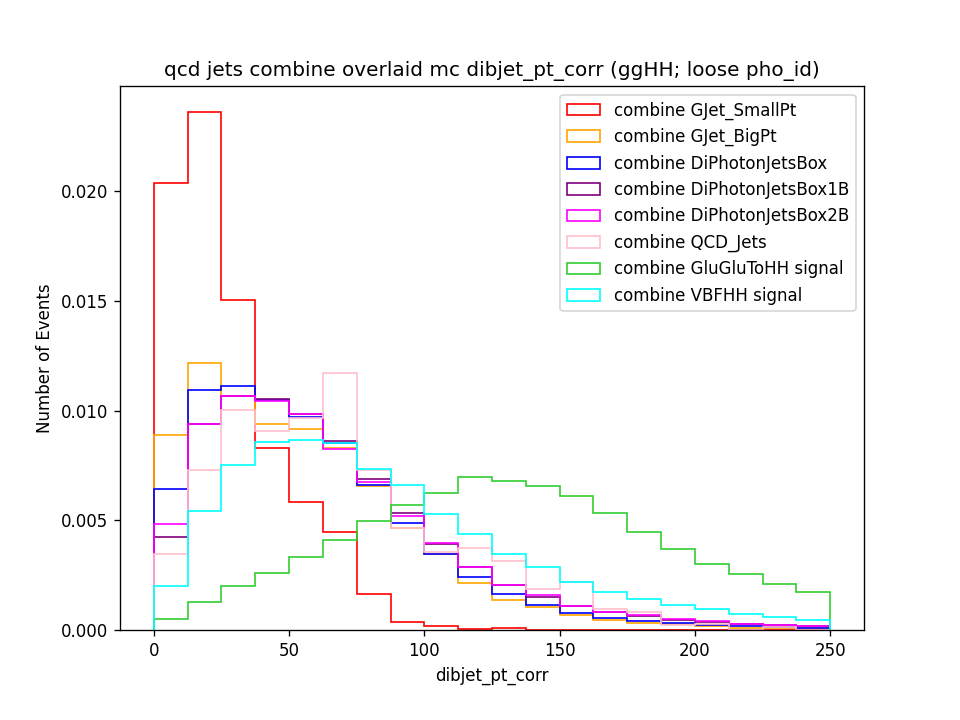 qcd jets combine overlaid mc dibjet_pt_corr (ggHH; loose pho_id)
combine GJet_SmallPt
combine GJet_BigPt
combine DiPhotonJetsBox
combine DiPhotonJetsBox1B
combine DiPhotonJetsBox2B
combine QCD_Jets
combine GluGluToHH signal
combine VBFHH signal
Number of Events
0.020
0.015
0.010
0.005
0.000
0 50 100 150 200 250
dibjet_pt_corr